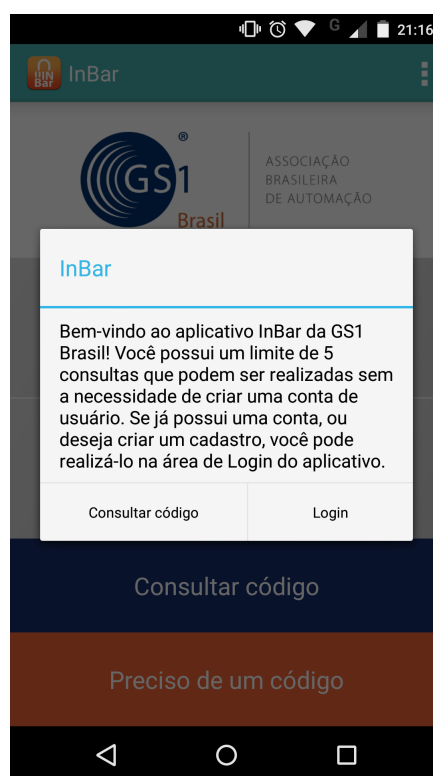 G
21:16
InBar
InBar
GS1
®
Brasil
ASSOCIAÇÃO
BRASILEIRA
DE AUTOMAÇÃO
InBar
Bem-vindo ao aplicativo InBar da GS1
Brasil! Você possui um limite de 5
consultas que podem ser realizadas sem
a necessidade de criar uma conta de
usuário. Se já possui uma conta, ou
deseja criar um cadastro, você pode
realizá-lo na área de Login do aplicativo.
Consultar código
Login
Consultar código
Preciso de um código